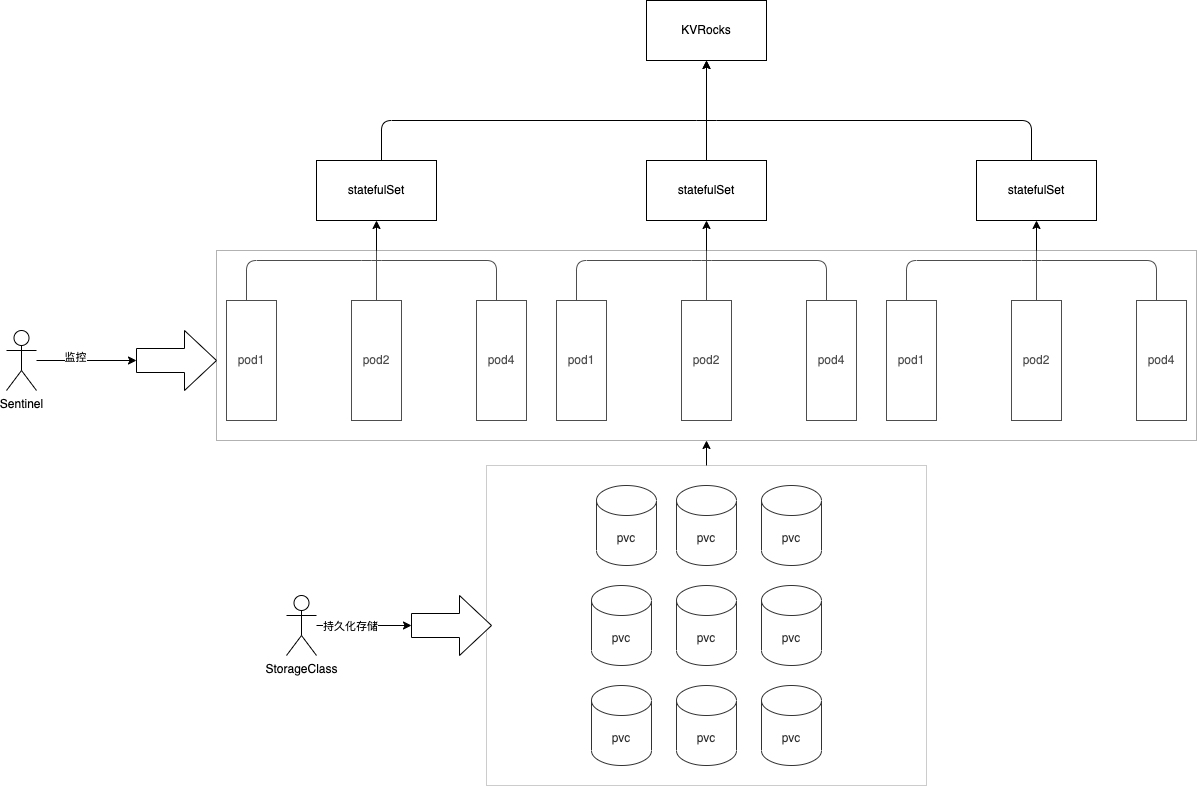 KVRocks
statefulSet
statefulSet
statefulSet
pod1
pod2
pod4
pod1
pod2
pod4
pod1
pod2
pod4
监控
Sentinel
pvc
pvc
pvc
持久化存储
StorageClass
pvc
pvc
pvc
pvc
pvc
pvc